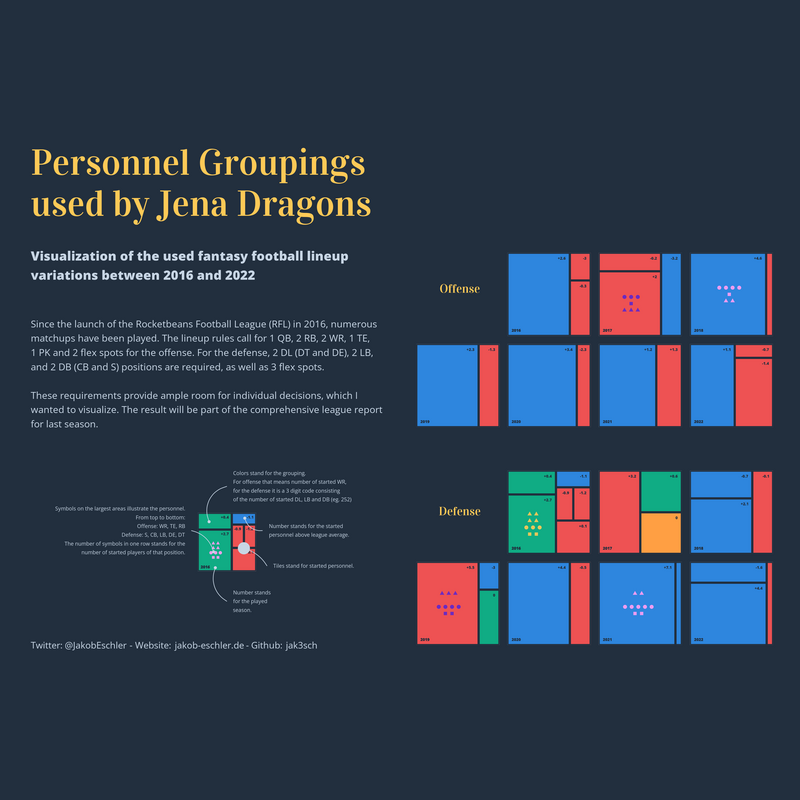 Personnel Groupings
used by Jena Dragons
Visualization of the used fantasy football lineup
variations between 2016 and 2022
Since the launch of the Rocketbeans Football League (RFL) in 2016, numerous
matchups have been played. The lineup rules call for 1 QB, 2 RB, 2 WR, 1 TE,
1 PK and 2 flex spots for the offense. For the defense, 2 DL (DT and DE), 2 LB,
and 2 DB (CB and S) positions are required, as well as 3 flex spots.
These requirements provide ample room for individual decisions, which I
wanted to visualize. The result will be part of the comprehensive league report
for last season.
Colors stand for the grouping.
For offense that means number of started WR,
for the defense it is a 3 digit code consisting
of the number of started DL, LB and DB (eg. 252)
Symbols on the largest areas illustrate the personnel.
From top to bottom:
Offense: WR, TE, RB
Defense: S, CB, LB, DE, DT
The number of symbols in one row stands for the
number of started players of that position.
Number stands for the started
personnel above league average.
Tiles stand for started personnel.
Number stands
for the played
season.
Twitter: @JakobEschler - Website: jakob-eschler.de - Github: jak3sch
Offense
2016
2017
2018
2019
2020
2021
2022
Defense
2016
2017
2018
2019
2020
2021
2022